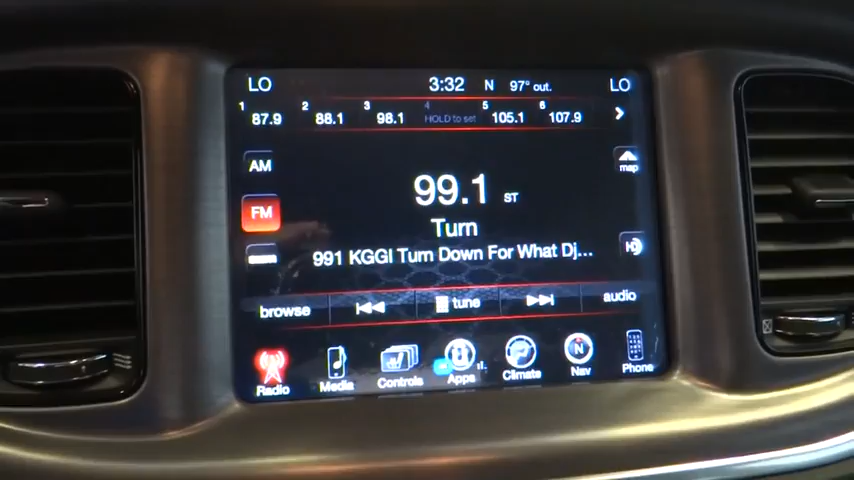 LO 3:32 N 97° out. LO
1 87.9 2 88.1 3 98.1 4 HOLD to set 5 105.1 6 107.9
AM
map
99.1 ST
FM
Turn
991 KGGI Turn Down For What Dj...
HD
browse tune audio
Radio Media Controls Apps Climate N Nav Phone